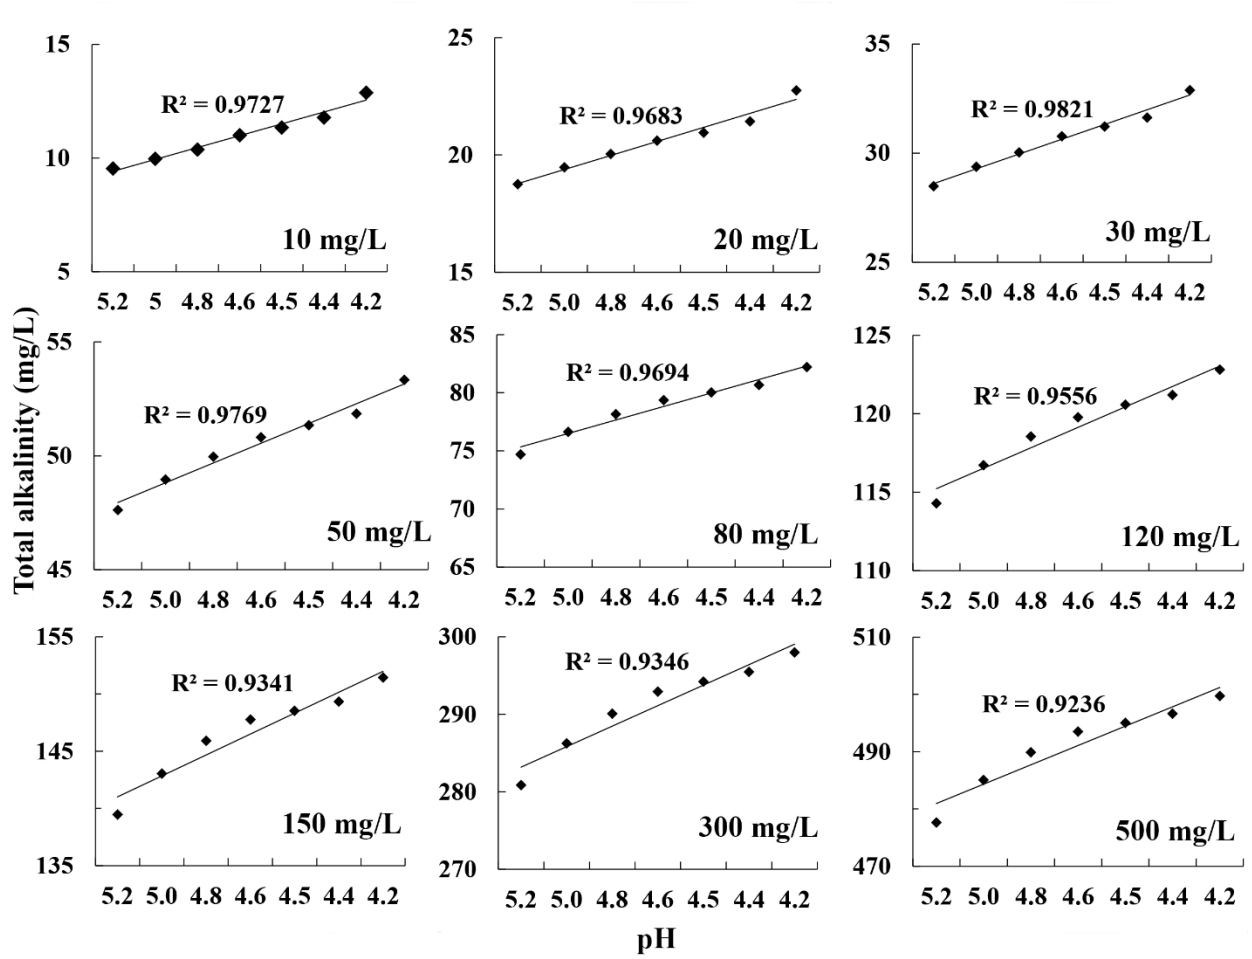 Total alkalinity (mg/L)
15
10
5
R² = 0.9727
10 mg/L
5.2 5 4.8 4.6 4.5 4.4 4.2
25
20
15
R² = 0.9683
20 mg/L
5.2 5.0 4.8 4.6 4.5 4.4 4.2
35
30
25
R² = 0.9821
30 mg/L
5.2 5.0 4.8 4.6 4.5 4.4 4.2
55
50
45
R² = 0.9769
50 mg/L
5.2 5.0 4.8 4.6 4.5 4.4 4.2
85
80
75
70
65
R² = 0.9694
80 mg/L
5.2 5.0 4.8 4.6 4.5 4.4 4.2
125
120
115
110
R² = 0.9556
120 mg/L
5.2 5.0 4.8 4.6 4.5 4.4 4.2
155
145
135
R² = 0.9341
150 mg/L
5.2 5.0 4.8 4.6 4.5 4.4 4.2
300
290
280
270
R² = 0.9346
300 mg/L
5.2 5.0 4.8 4.6 4.5 4.4 4.2
510
490
470
R² = 0.9236
500 mg/L
5.2 5.0 4.8 4.6 4.5 4.4 4.2
pH